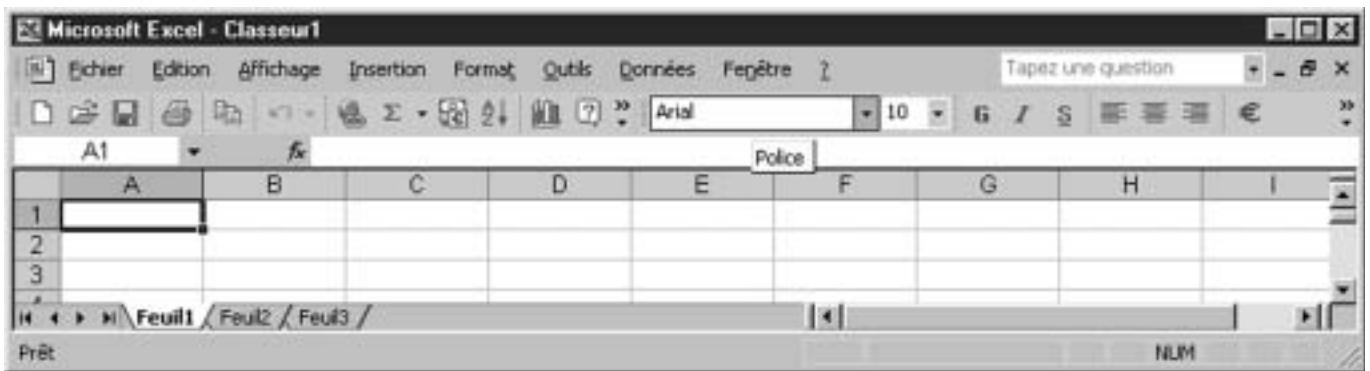 Microsoft Excel - Classeur1
Fichier Edition Affichage Insertion Format Outils Données Fenêtre ? Tapez une question
Σ Arial 10 G I S €
A1 fx
Police
A B C D E F G H I
1
2
3
Feuil1 Feuil2 Feuil3
Prêt NUM